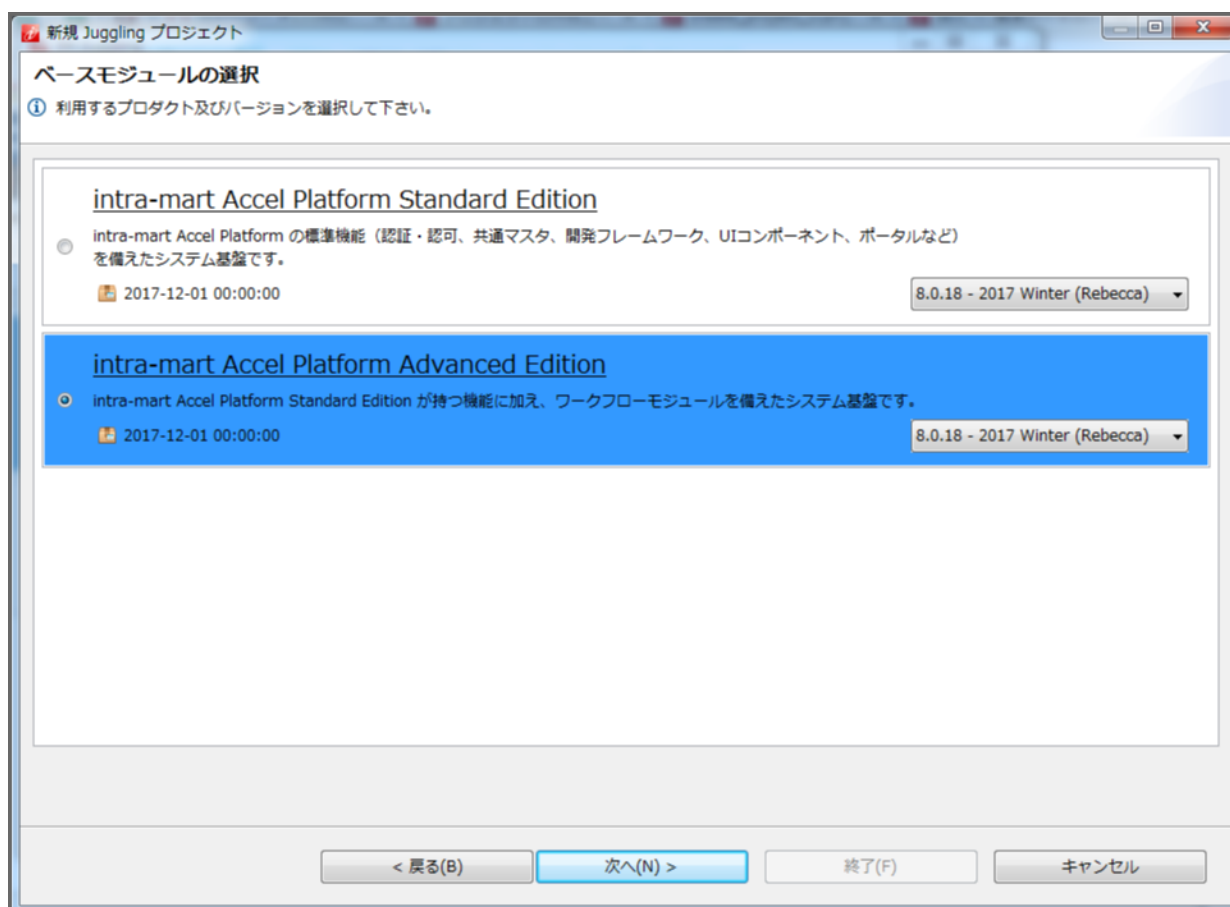 新規 Juggling プロジェクト
ベースモジュールの選択
利用するプロダクト及びバージョンを選択して下さい。
intra-mart Accel Platform Standard Edition
intra-mart Accel Platform の標準機能（認証・認可、共通マスタ、開発フレームワーク、UIコンポーネント、ポータルなど）
を備えたシステム基盤です。
2017-12-01 00:00:00
8.0.18 - 2017 Winter (Rebecca)
intra-mart Accel Platform Advanced Edition
intra-mart Accel Platform Standard Edition が持つ機能に加え、ワークフローモジュールを備えたシステム基盤です。
2017-12-01 00:00:00
8.0.18 - 2017 Winter (Rebecca)
< 戻る(B)
次へ(N) >
終了(F)
キャンセル